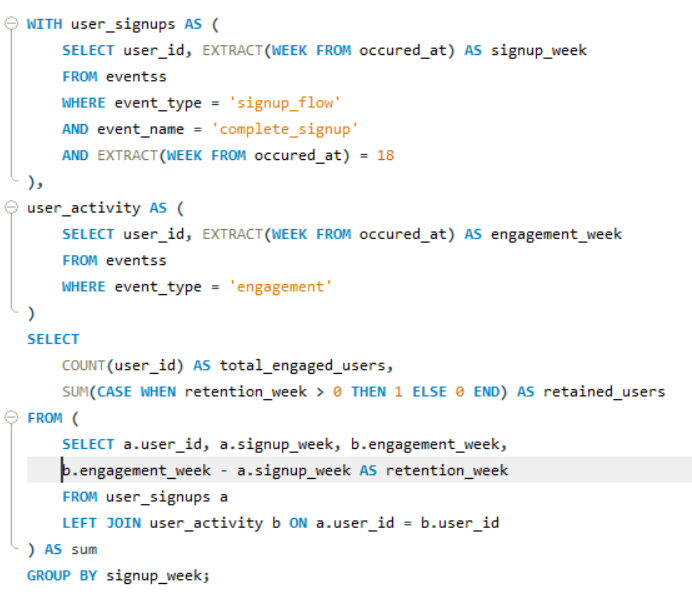 WITH user_signups AS (
SELECT user_id, EXTRACT(WEEK FROM occured_at) AS signup_week
FROM eventss
WHERE event_type = 'signup_flow'
AND event_name = 'complete_signup'
AND EXTRACT(WEEK FROM occured_at) = 18
),
user_activity AS (
SELECT user_id, EXTRACT(WEEK FROM occured_at) AS engagement_week
FROM eventss
WHERE event_type = 'engagement'
)
SELECT
COUNT(user_id) AS total_engaged_users,
SUM(CASE WHEN retention_week > 0 THEN 1 ELSE 0 END) AS retained_users
FROM (
SELECT a.user_id, a.signup_week, b.engagement_week,
b.engagement_week - a.signup_week AS retention_week
FROM user_signups a
LEFT JOIN user_activity b ON a.user_id = b.user_id
) AS sum
GROUP BY signup_week;